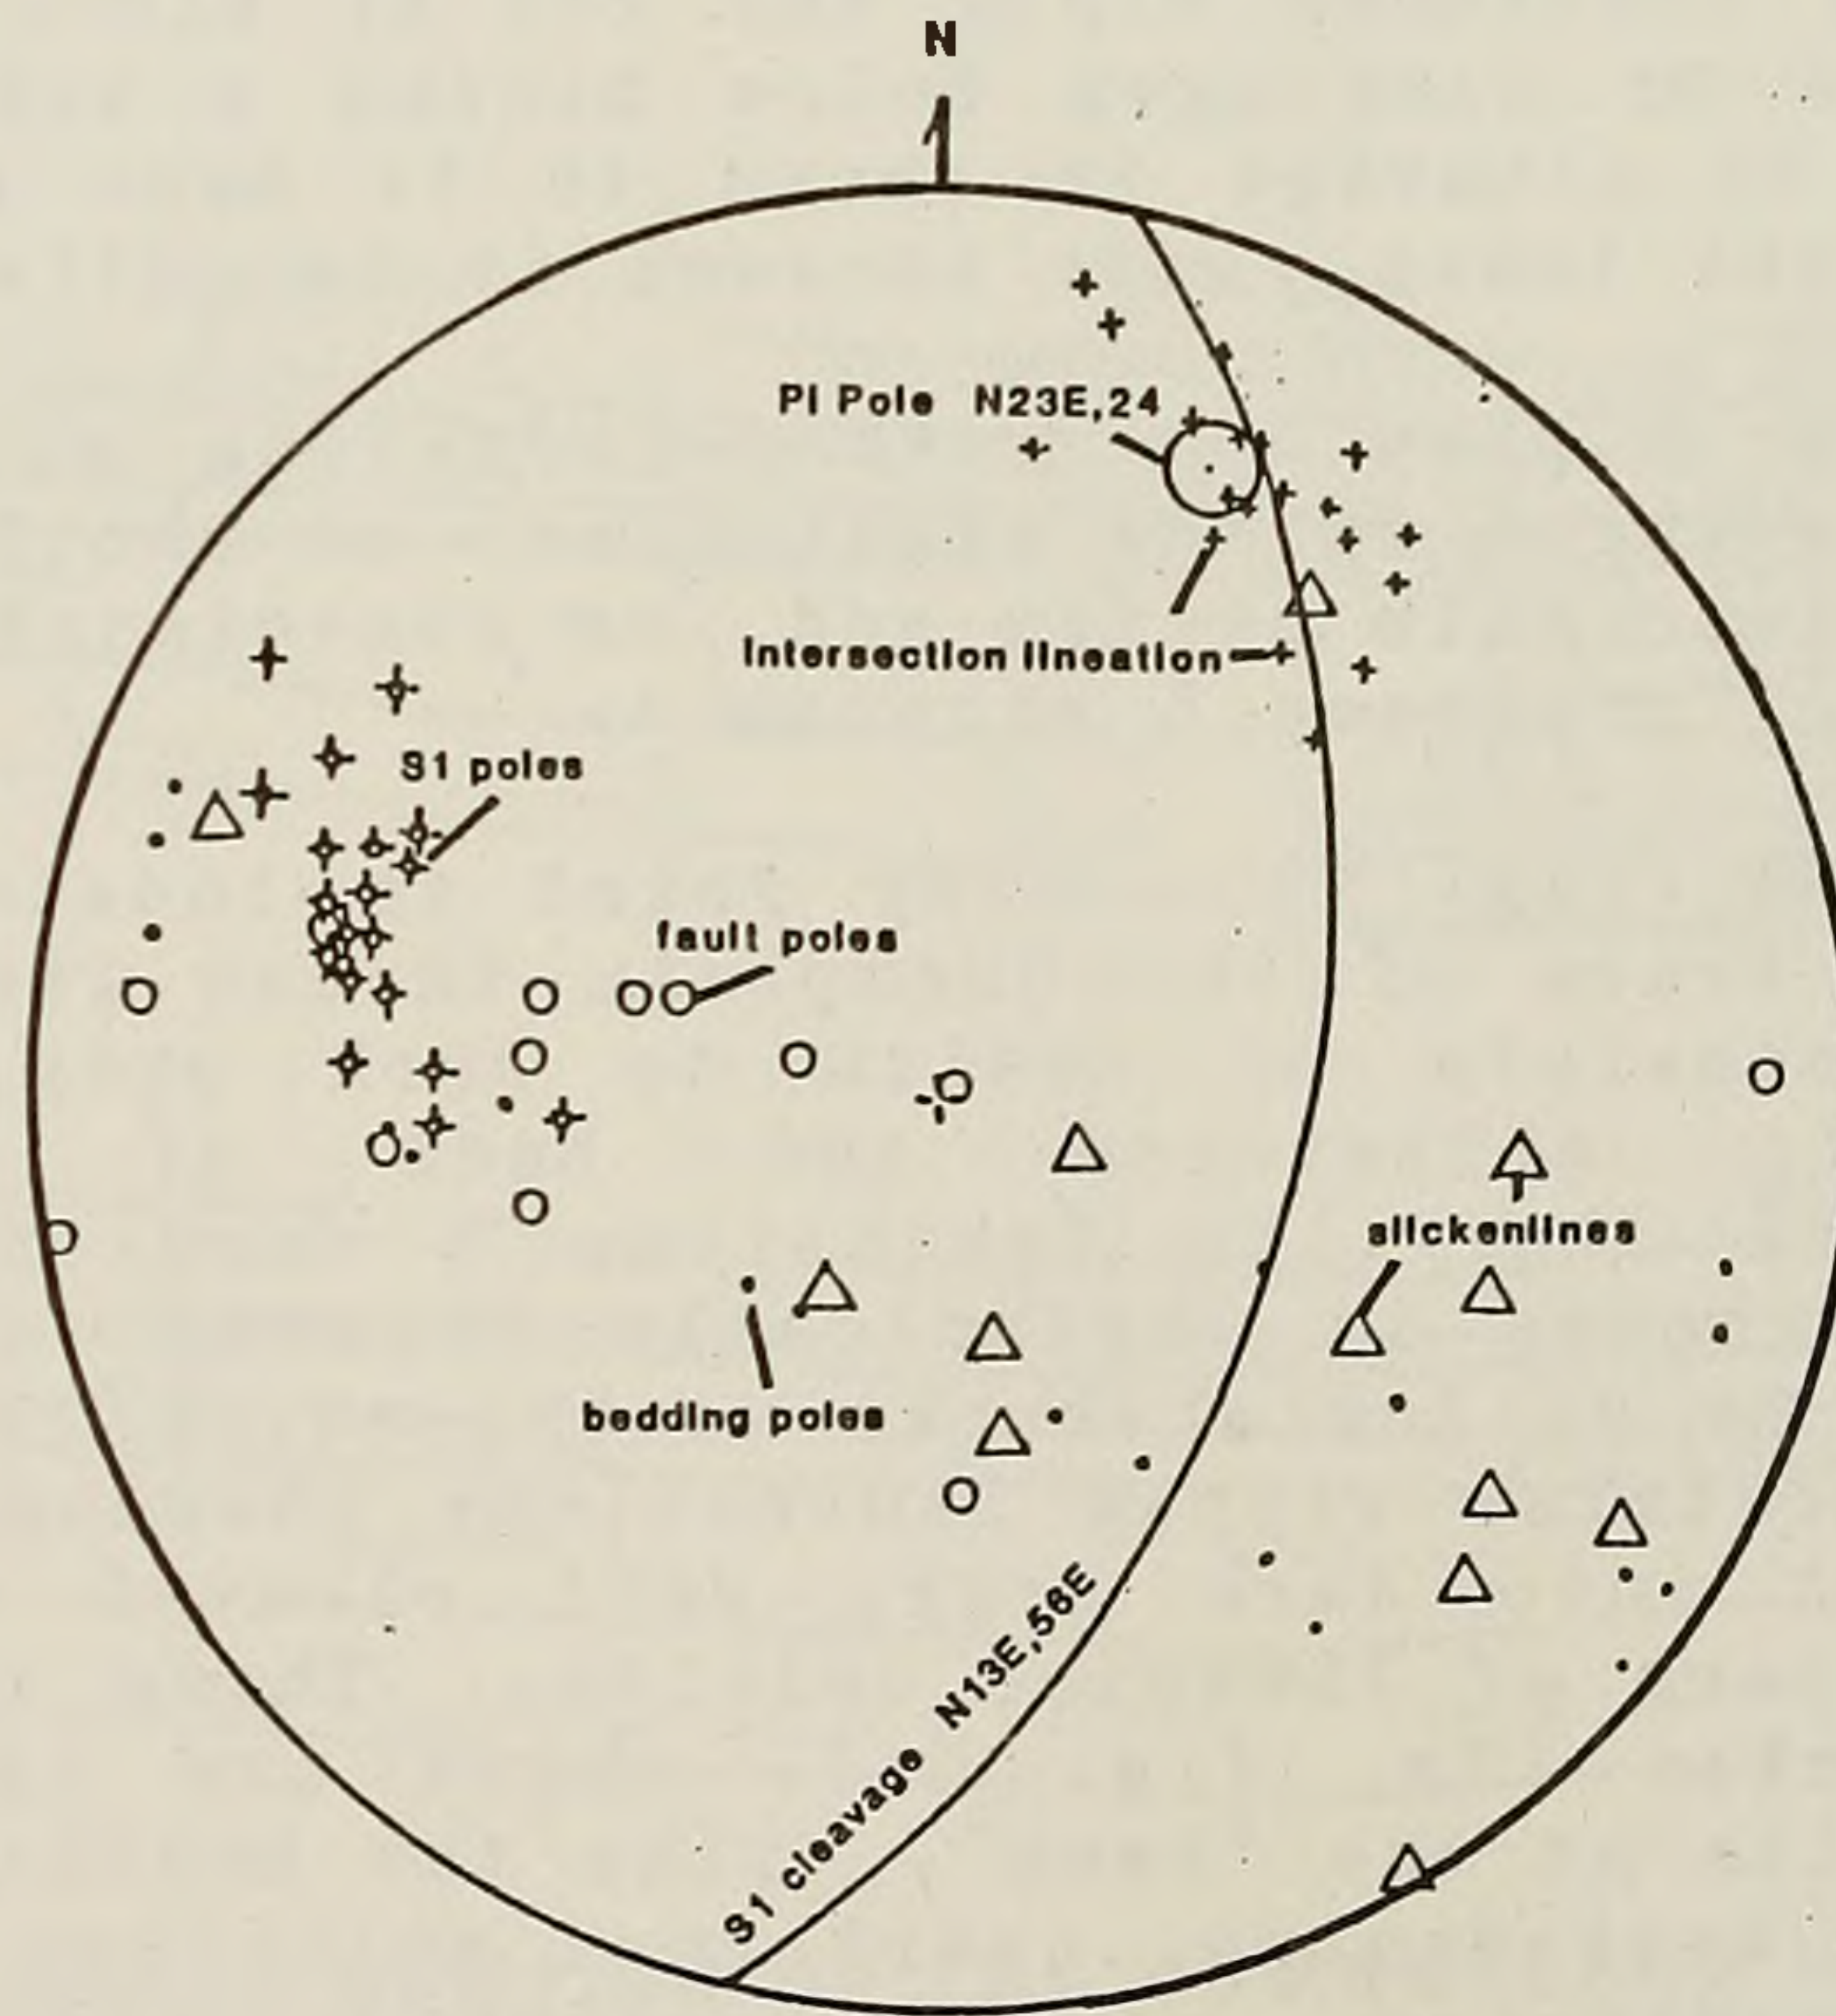 N
PI Pole N23E,24
Intersection lineation
S1 poles
fault poles
slickenlines
bedding poles
S1 cleavage N13E,56E